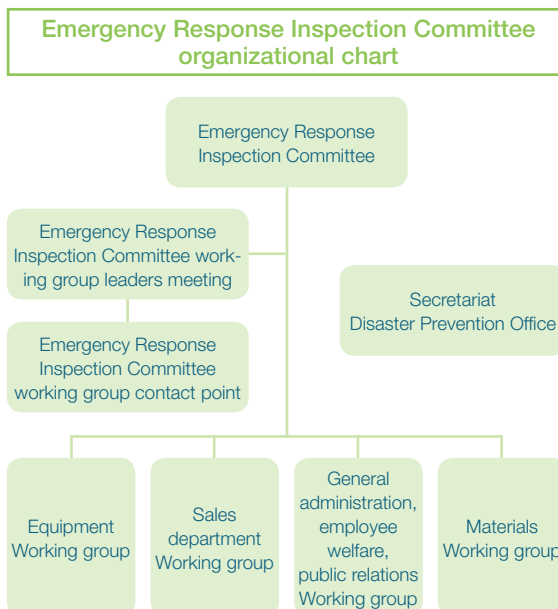 Emergency Response Inspection Committee
organizational chart
Emergency Response
Inspection Committee
Emergency Response
Inspection Committee work-
ing group leaders meeting
Secretariat
Disaster Prevention Office
Emergency Response
Inspection Committee
working group contact point
Equipment
Working group
Sales
department
Working group
General
administration,
employee
welfare,
public relations
Working group
Materials
Working group